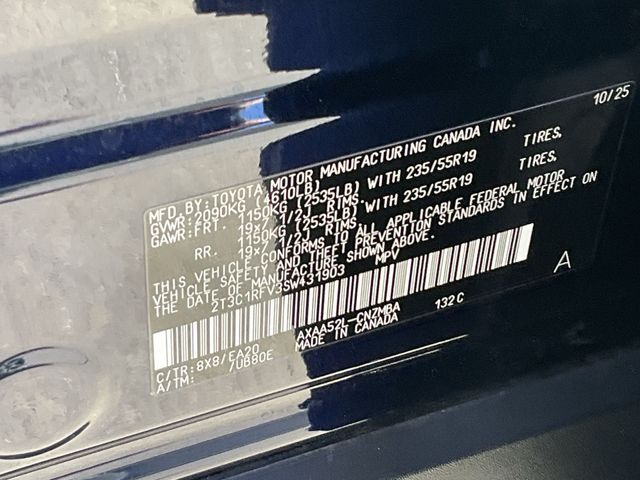 10/25
MFD.BY:TOYOTA MOTOR MANUFACTURING CANADA INC.
GVWR:2090KG (4610LB)
GAWR:FRT. 1150KG (2535LB) WITH 235/55R19 TIRES,
19x7 1/2J RIMS,
RR. 1150KG (2535LB) WITH 235/55R19 TIRES,
19x7 1/2J RIMS.
THIS VEHICLE CONFORMS TO ALL APPLICABLE FEDERAL MOTOR
VEHICLE SAFETY AND THEFT PREVENTION STANDARDS IN EFFECT ON
THE DATE OF MANUFACTURE SHOWN ABOVE.
2T3C1RFV3SW431903 MPV
A
C/TR:8X8/EA20 AXAA52L-CNZMBA 132C
A/TM: /UB80E MADE IN CANADA